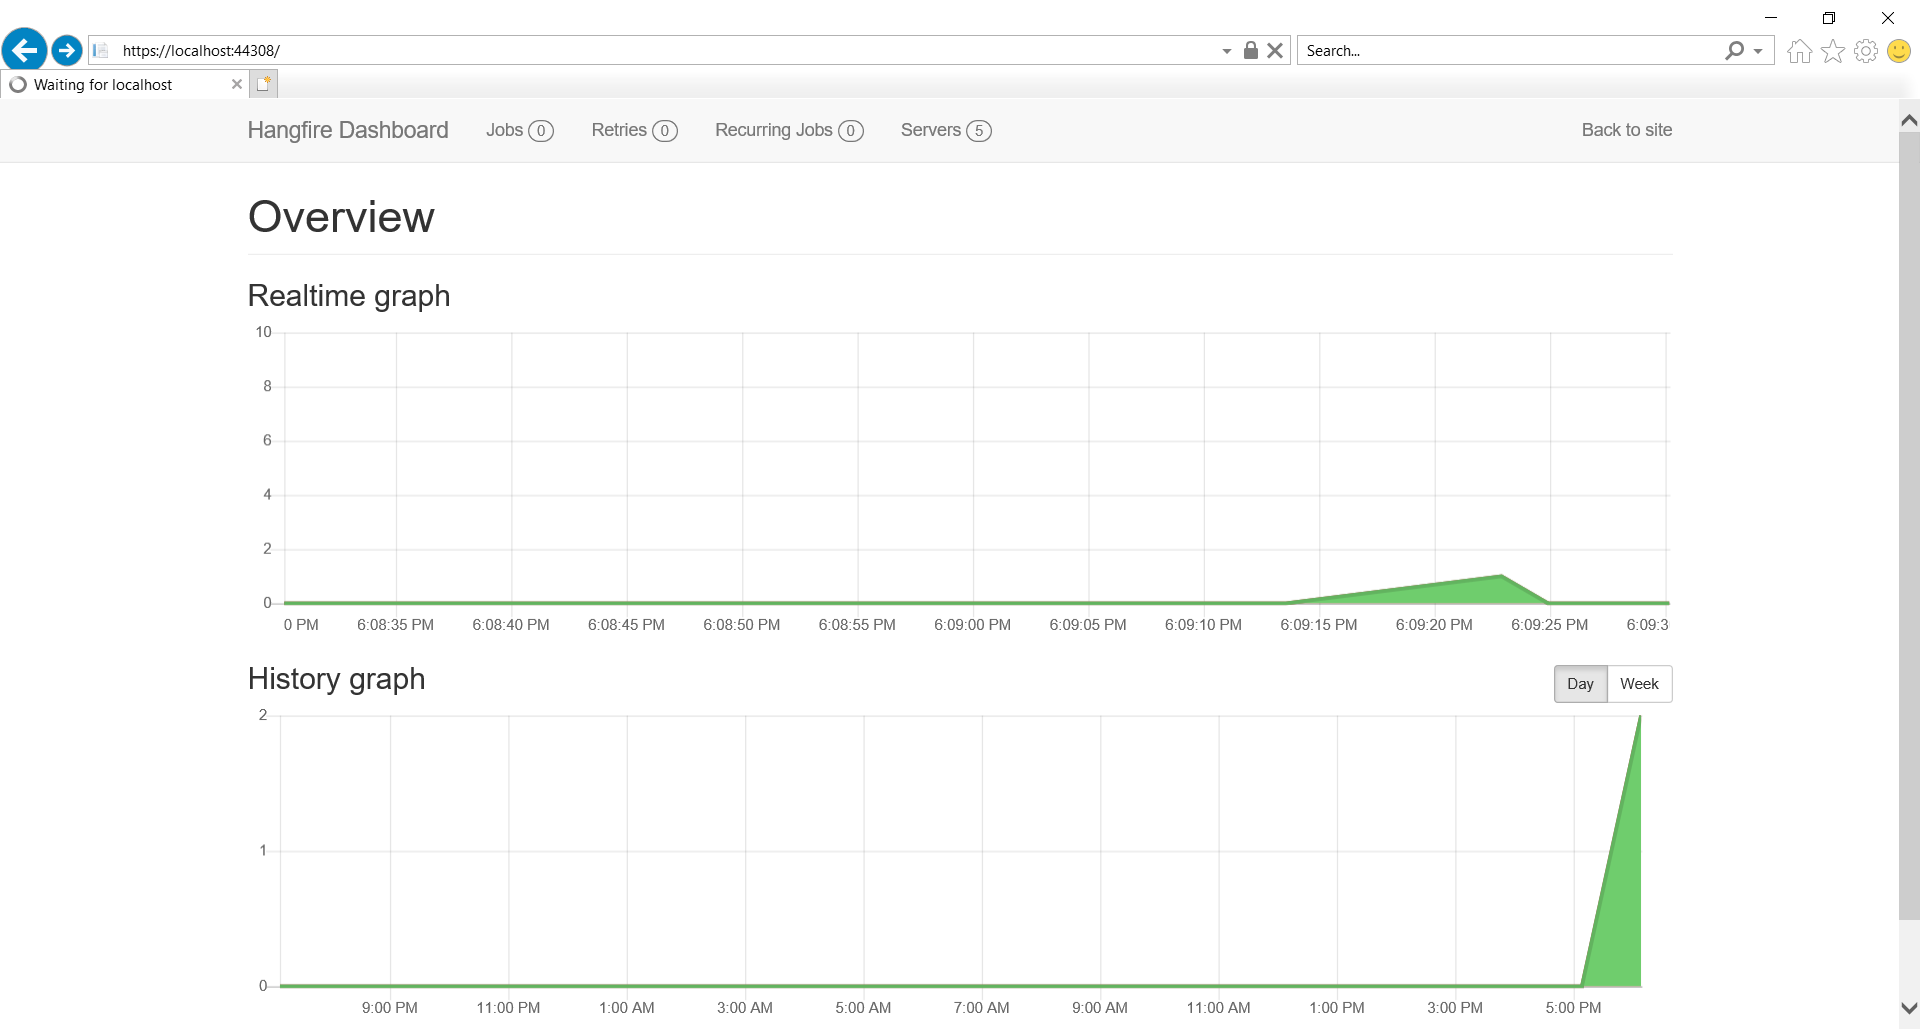 https://localhost:44308/
Search...
Waiting for localhost
Hangfire Dashboard Jobs 0 Retries 0 Recurring Jobs 0 Servers 5 Back to site
Overview
Realtime graph
10
8
6
4
2
0
0 PM 6:08:35 PM 6:08:40 PM 6:08:45 PM 6:08:50 PM 6:08:55 PM 6:09:00 PM 6:09:05 PM 6:09:10 PM 6:09:15 PM 6:09:20 PM 6:09:25 PM 6:09:3
History graph
Day Week
2
1
0
9:00 PM 11:00 PM 1:00 AM 3:00 AM 5:00 AM 7:00 AM 9:00 AM 11:00 AM 1:00 PM 3:00 PM 5:00 PM